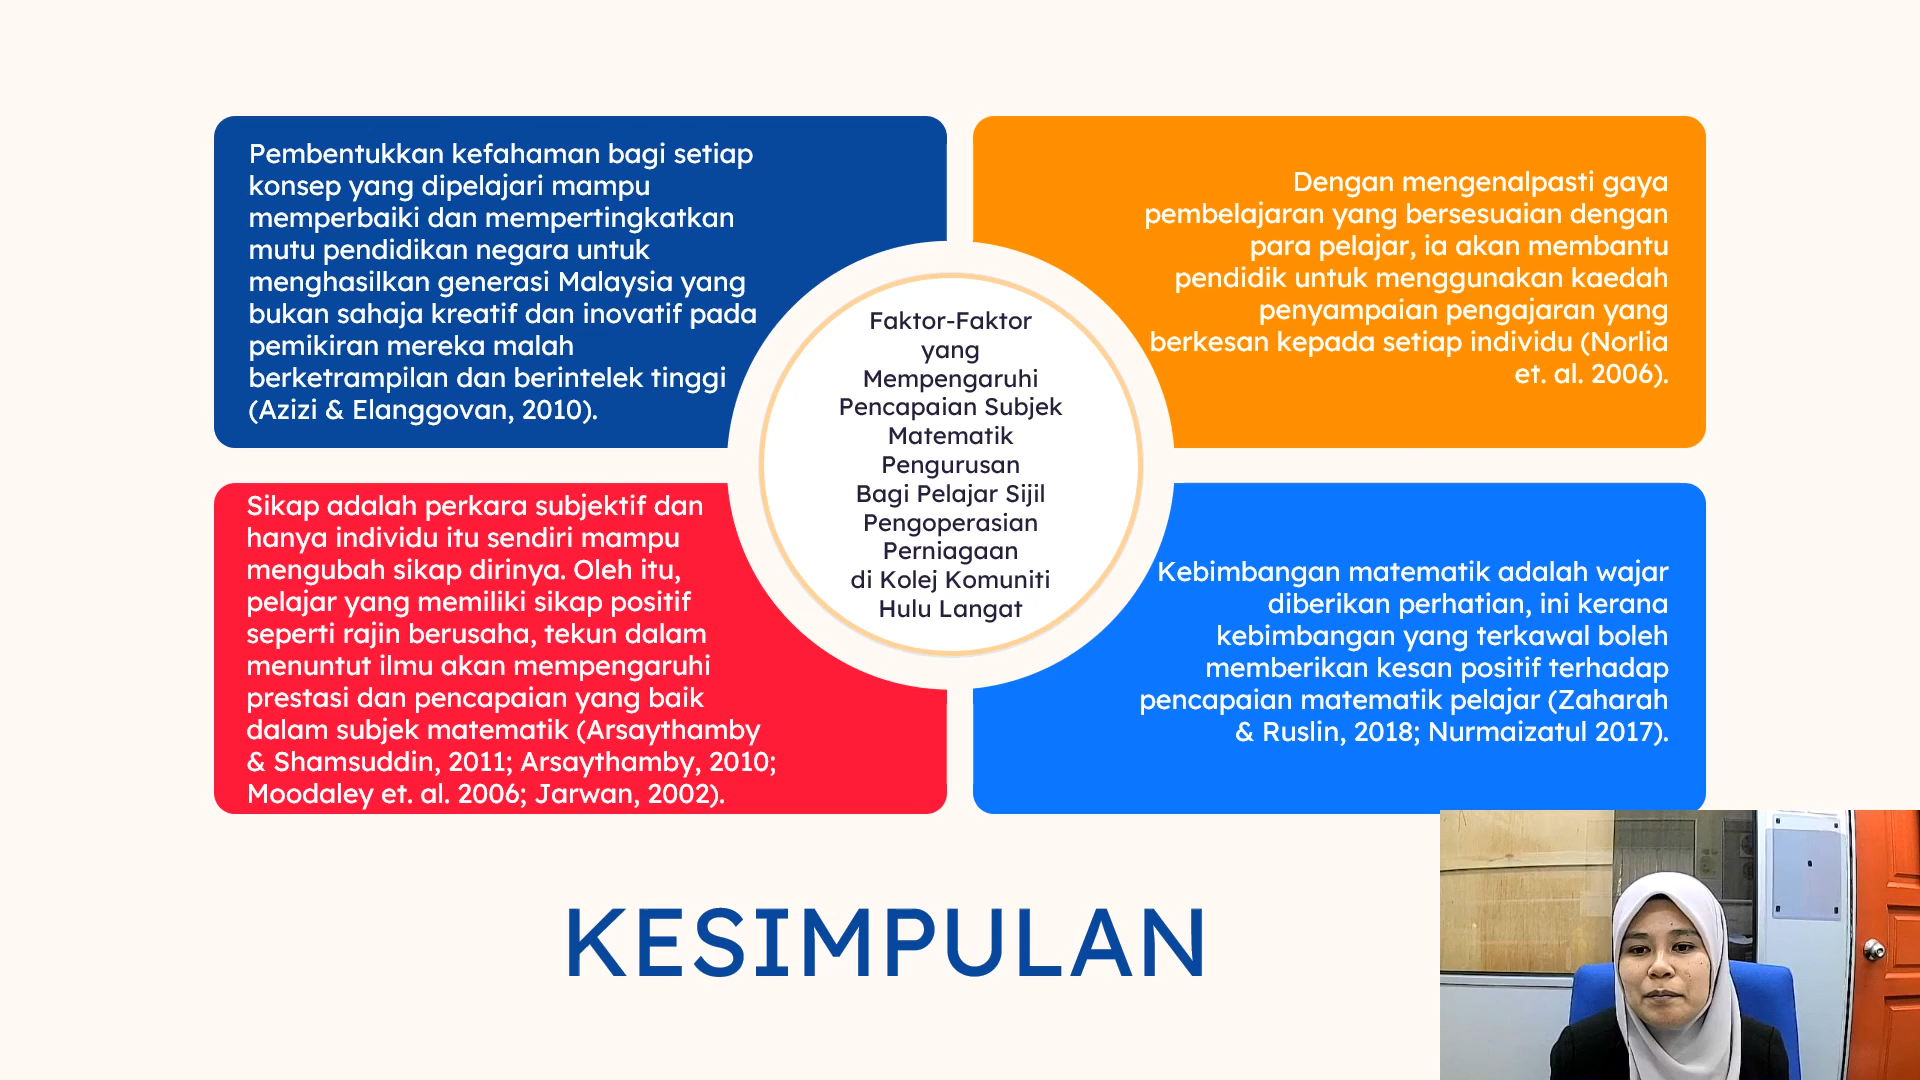 Pembentukkan kefahaman bagi setiap
konsep yang dipelajari mampu
memperbaiki dan mempertingkatkan
mutu pendidikan negara untuk
menghasilkan generasi Malaysia yang
bukan sahaja kreatif dan inovatif pada
pemikiran mereka malah
berketrampilan dan berintelek tinggi
(Azizi & Elanggovan, 2010).
Dengan mengenalpasti gaya
pembelajaran yang bersesuaian dengan
para pelajar, ia akan membantu
pendidik untuk menggunakan kaedah
penyampaian pengajaran yang
berkesan kepada setiap individu (Norlia
et. al. 2006).
Faktor-Faktor
yang
Mempengaruhi
Pencapaian Subjek
Matematik
Pengurusan
Bagi Pelajar Sijil
Pengoperasian
Perniagaan
di Kolej Komuniti
Hulu Langat
Sikap adalah perkara subjektif dan
hanya individu itu sendiri mampu
mengubah sikap dirinya. Oleh itu,
pelajar yang memiliki sikap positif
seperti rajin berusaha, tekun dalam
menuntut ilmu akan mempengaruhi
prestasi dan pencapaian yang baik
dalam subjek matematik (Arsaythamby
& Shamsuddin, 2011; Arsaythamby, 2010;
Moodaley et. al. 2006; Jarwan, 2002).
Kebimbangan matematik adalah wajar
diberikan perhatian, ini kerana
kebimbangan yang terkawal boleh
memberikan kesan positif terhadap
pencapaian matematik pelajar (Zaharah
& Ruslin, 2018; Nurmaizatul 2017).
KESIMPULAN